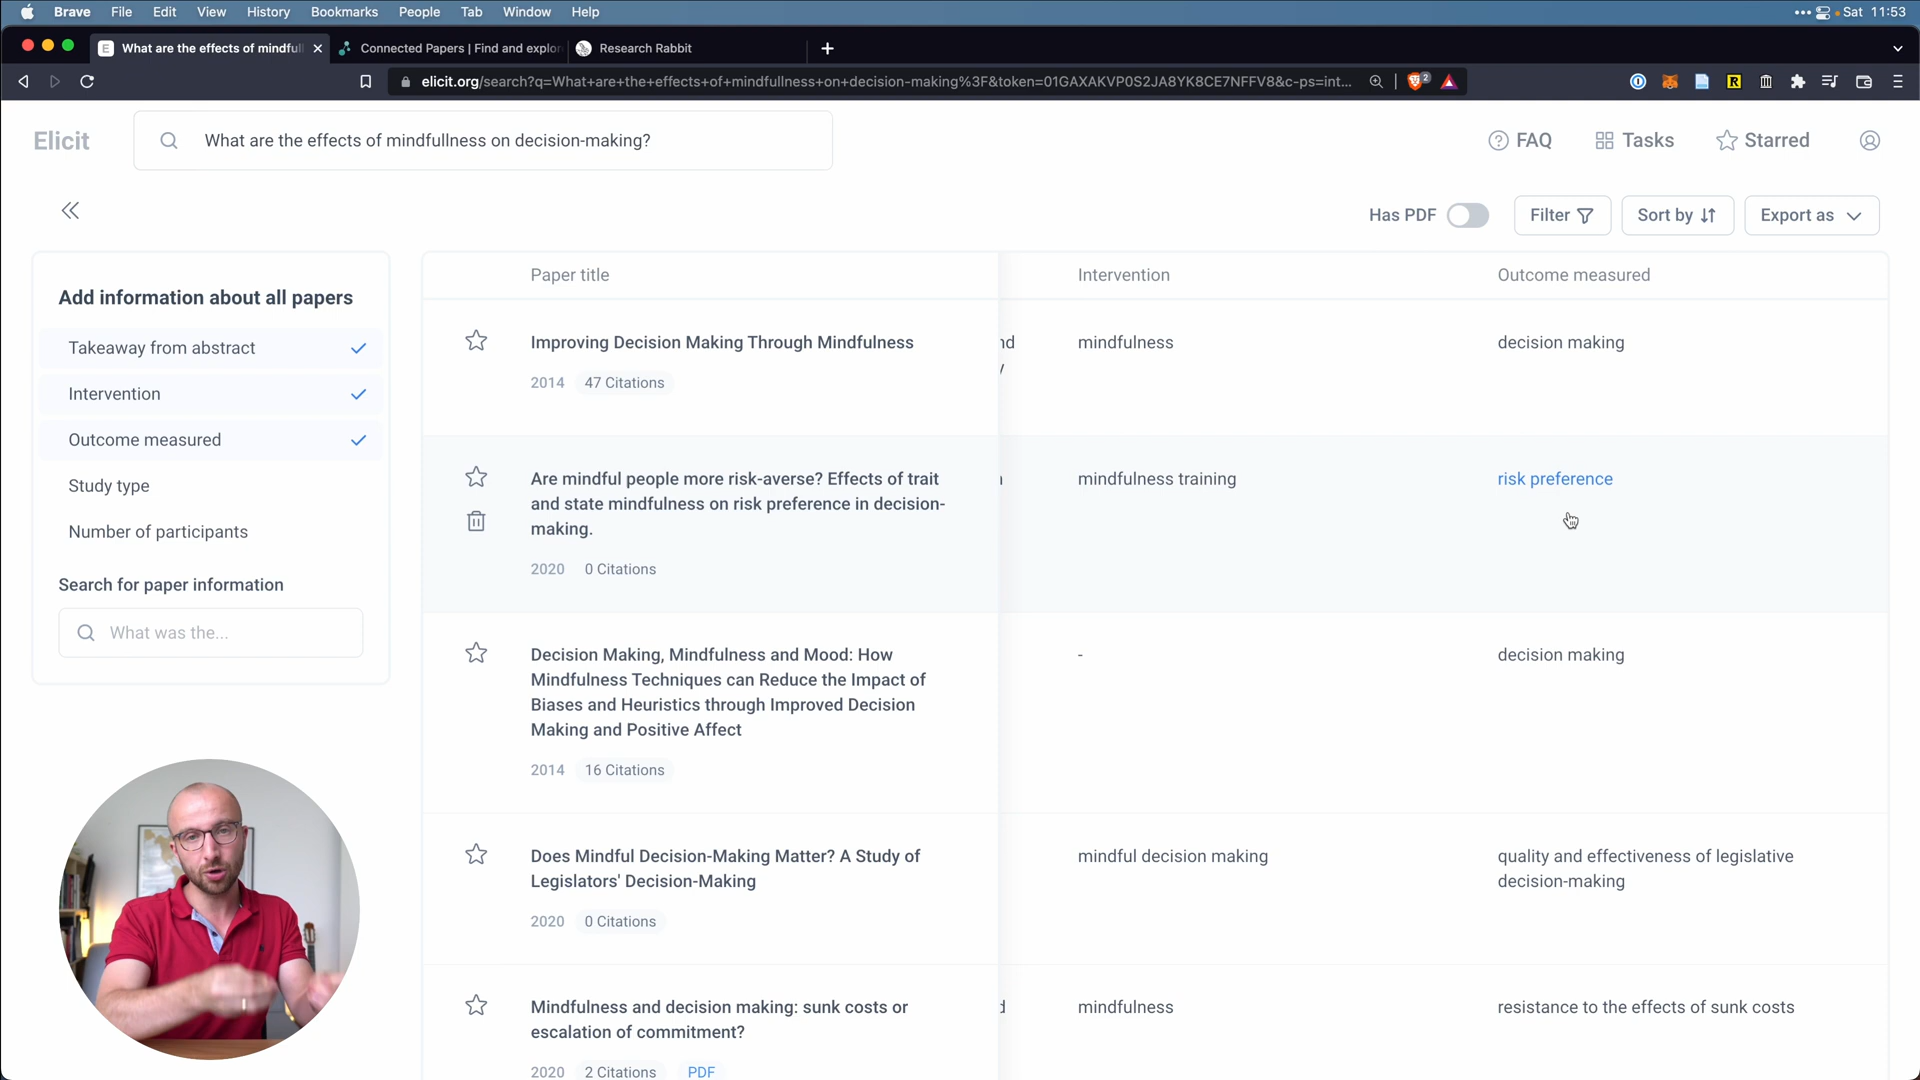 Brave File Edit View History Bookmarks People Tab Window Help Sat 11:53
What are the effects of mindful Connected Papers | Find and explor Research Rabbit
elicit.org/search?q=What+are+the+effects+of+mindfullness+on+decision-making%3F&token=01GAXAKVP0S2JA8YK8CE7NFFV8&c-ps=int... 2
Elicit What are the effects of mindfullness on decision-making? FAQ Tasks Starred
Has PDF Filter Sort by Export as
Add information about all papers
Takeaway from abstract
Intervention
Outcome measured
Study type
Number of participants
Search for paper information
What was the...
Paper title Intervention Outcome measured
Improving Decision Making Through Mindfulness nd mindfulness decision making
2014 47 Citations
Are mindful people more risk-averse? Effects of trait mindfulness training risk preference
and state mindfulness on risk preference in decision-
making.
2020 0 Citations
Decision Making, Mindfulness and Mood: How - decision making
Mindfulness Techniques can Reduce the Impact of
Biases and Heuristics through Improved Decision
Making and Positive Affect
2014 16 Citations
Does Mindful Decision-Making Matter? A Study of mindful decision making quality and effectiveness of legislative
Legislators' Decision-Making decision-making
2020 0 Citations
Mindfulness and decision making: sunk costs or d mindfulness resistance to the effects of sunk costs
escalation of commitment?
2020 2 Citations PDF